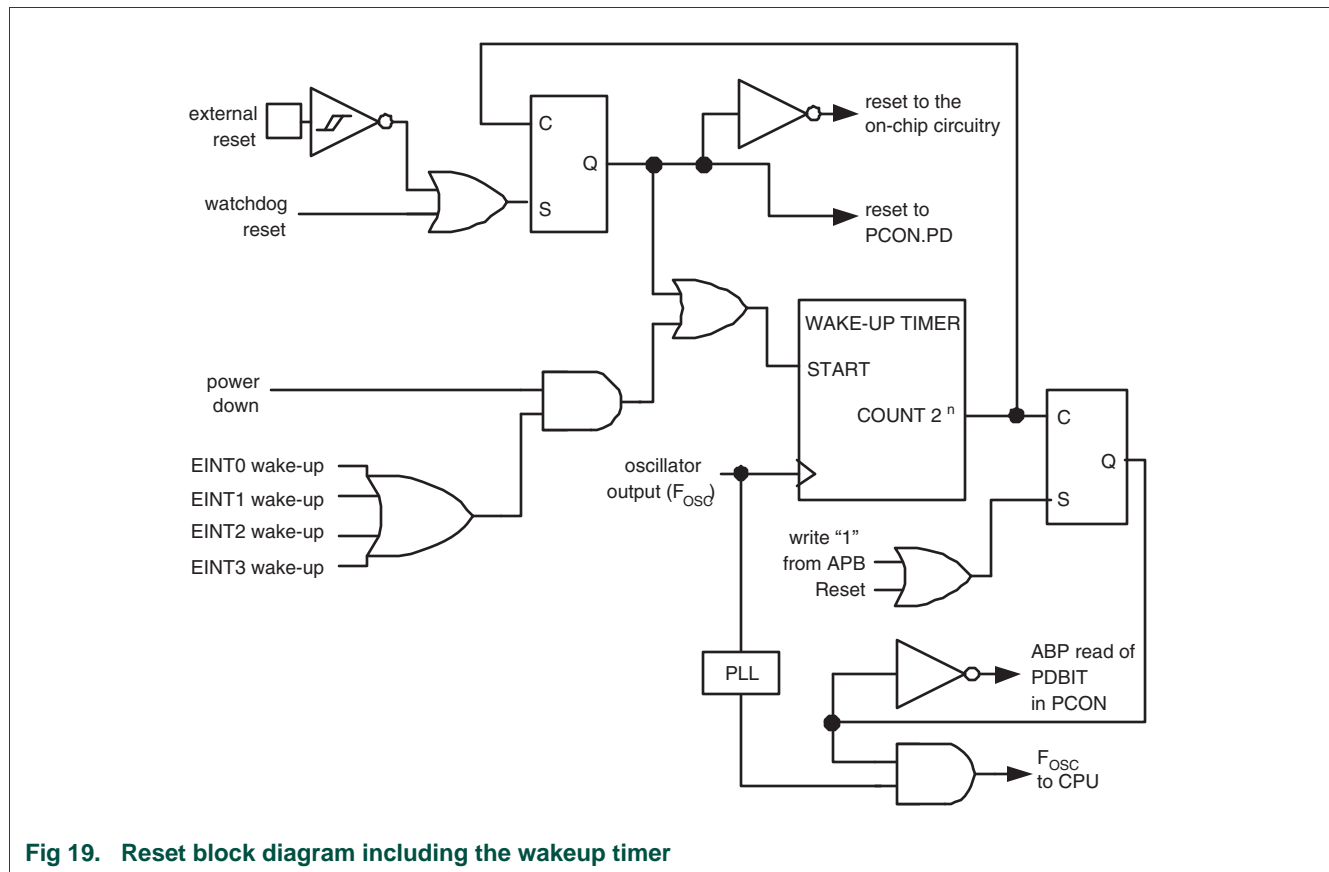 external
reset
watchdog
reset
C
Q
S
reset to the
on-chip circuitry
reset to
PCON.PD
WAKE-UP TIMER
START
COUNT 2 n
power
down
EINT0 wake-up
EINT1 wake-up
EINT2 wake-up
EINT3 wake-up
oscillator
output (FOSC)
C
Q
S
write “1”
from APB
Reset
PLL
ABP read of
PDBIT
in PCON
FOSC
to CPU
Fig 19. Reset block diagram including the wakeup timer